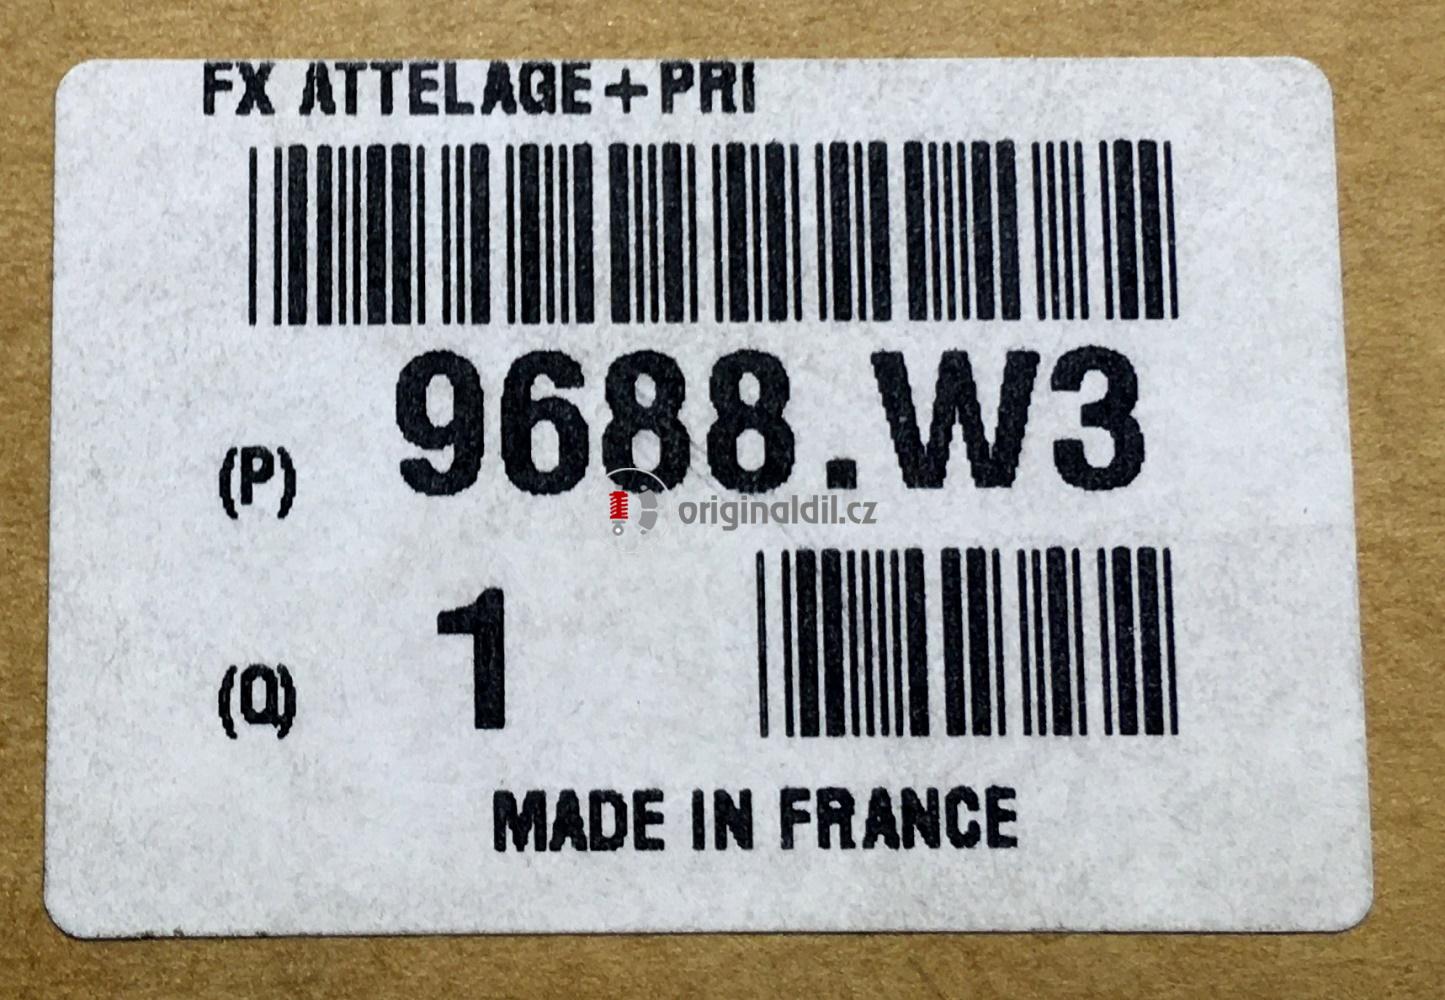 FX ATTELAGE+PRI
(P) 9688.W3
originaldil.cz
(Q) 1
MADE IN FRANCE